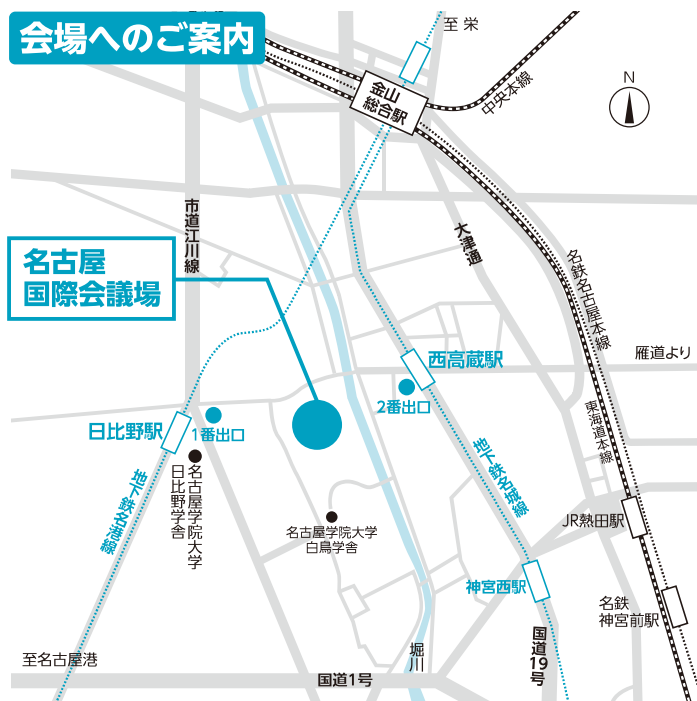 会場へのご案内
至 栄
金山
総合駅
中央本線
N
市道江川線
大津通
名鉄名古屋本線
名古屋
国際会議場
雁道より
西高蔵駅
2番出口
東海道本線
日比野駅
1番出口
地下鉄名港線
名古屋学院大学
日比野学舎
地下鉄名城線
名古屋学院大学
白鳥学舎
JR熱田駅
神宮西駅
名鉄
神宮前駅
堀川
国道19号
至名古屋港
国道1号